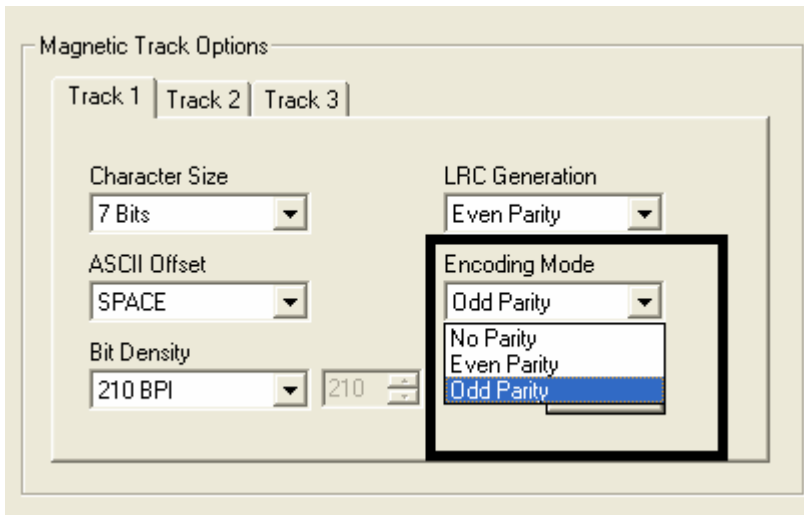 Magnetic Track Options
Track 1 Track 2 Track 3
Character Size
7 Bits
LRC Generation
Even Parity
ASCII Offset
SPACE
Encoding Mode
Odd Parity
No Parity
Even Parity
Odd Parity
Bit Density
210 BPI 210